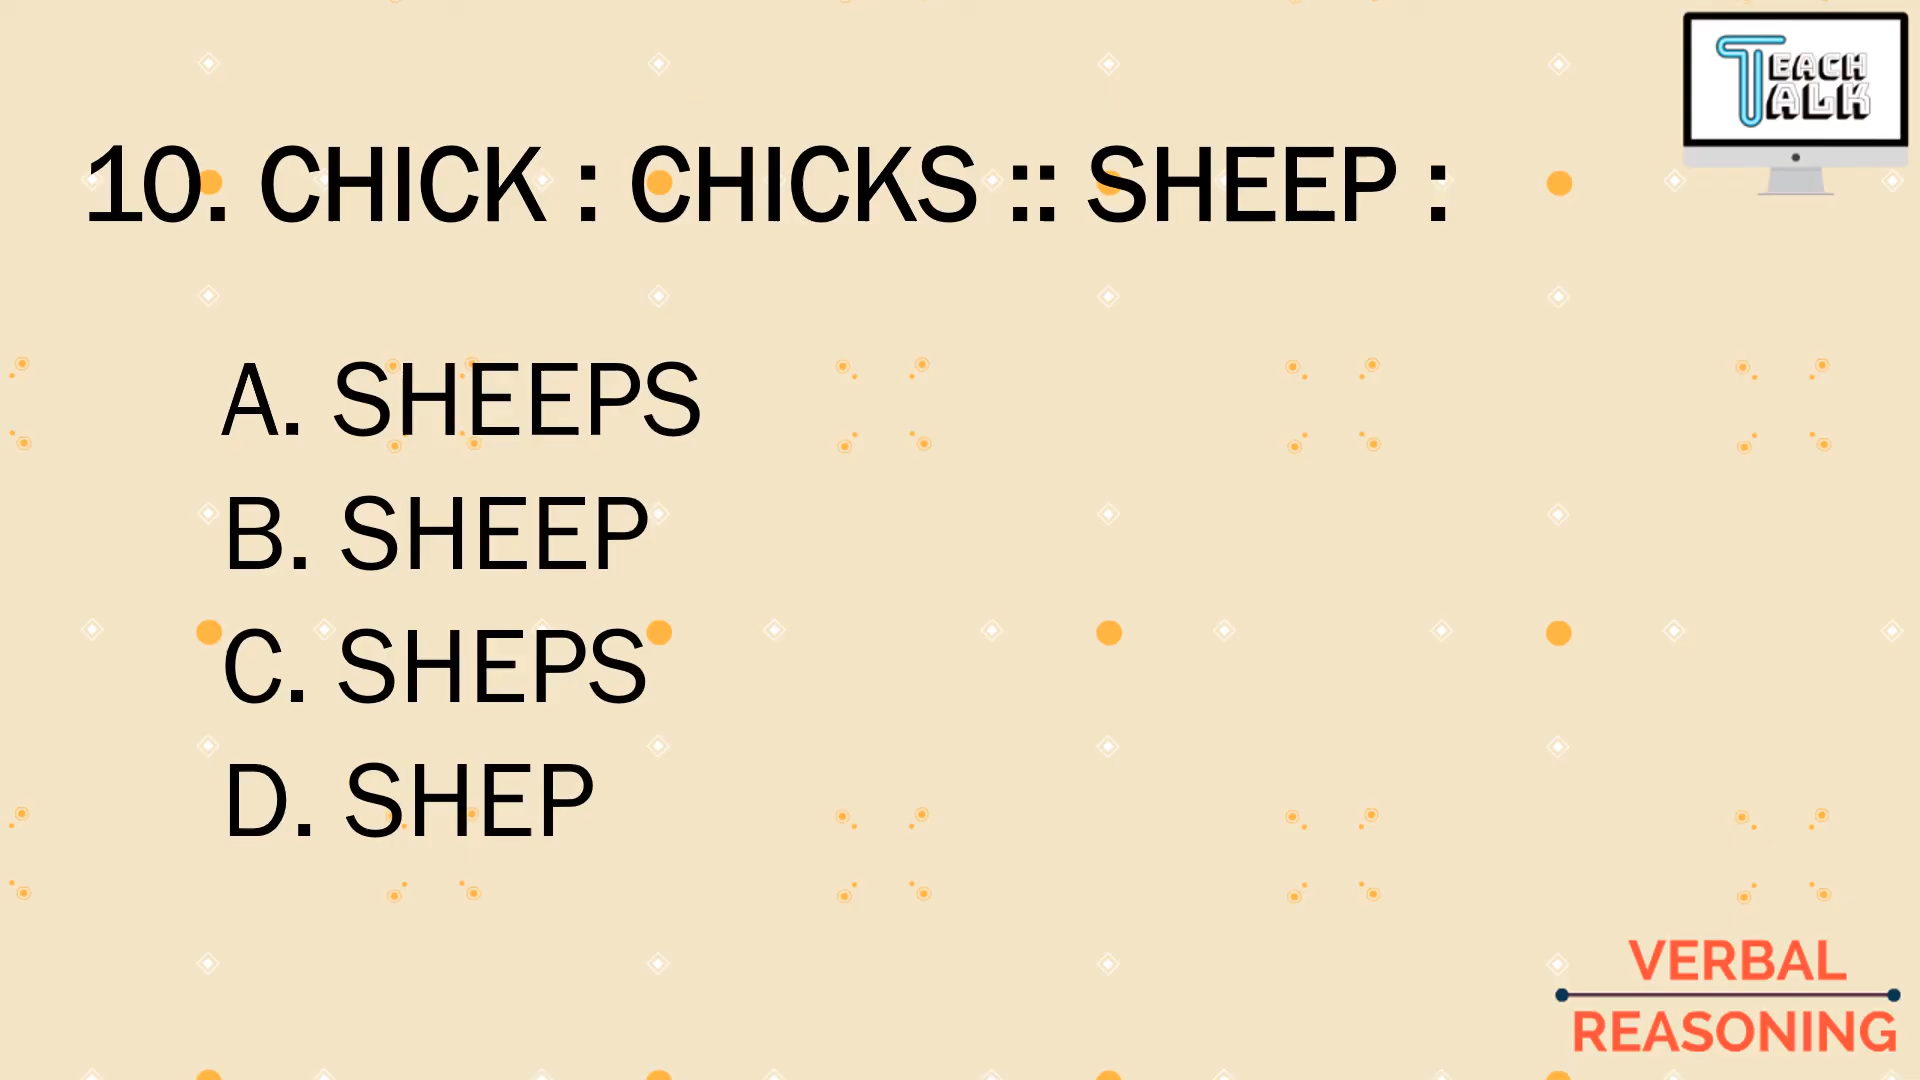 TEACH
TALK
10. CHICK : CHICKS :: SHEEP :
A. SHEEPS
B. SHEEP
C. SHEPS
D. SHEP
VERBAL
REASONING